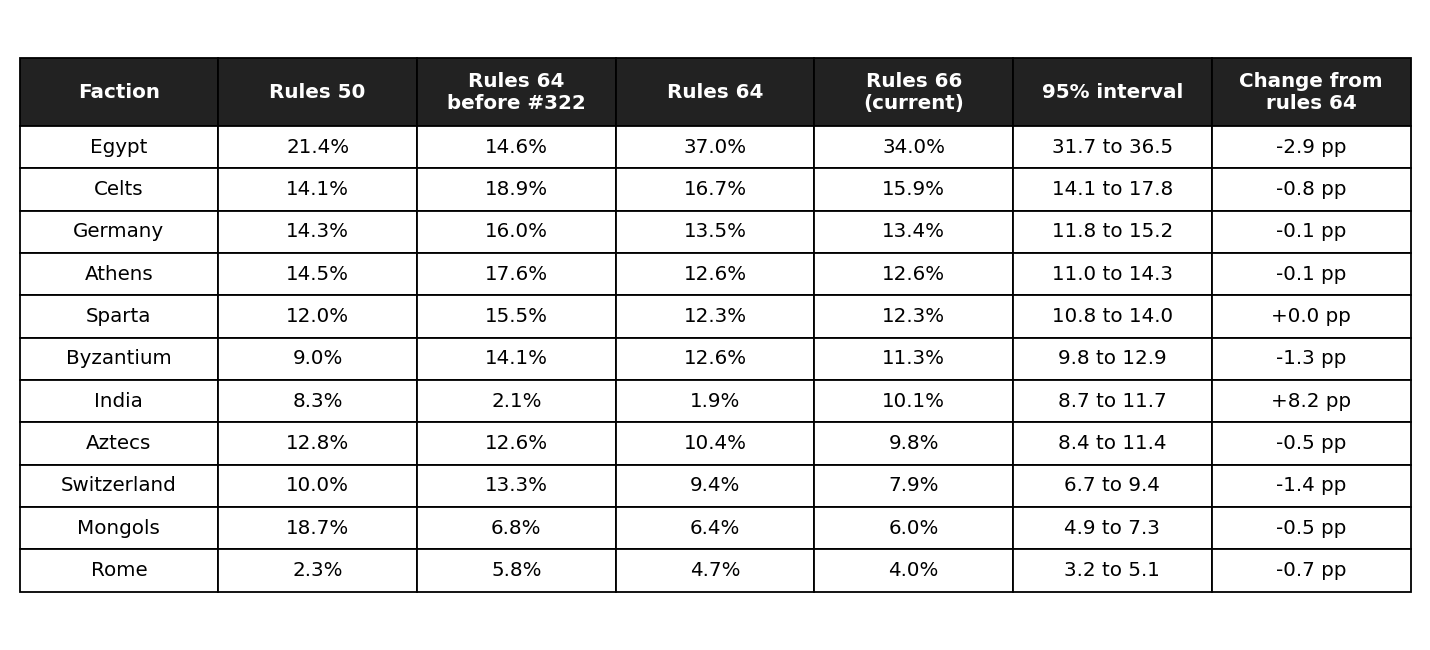 Faction Rules 50 Rules 64 before #322 Rules 64 Rules 66 (current) 95% interval Change from rules 64
Egypt 21.4% 14.6% 37.0% 34.0% 31.7 to 36.5 -2.9 pp
Celts 14.1% 18.9% 16.7% 15.9% 14.1 to 17.8 -0.8 pp
Germany 14.3% 16.0% 13.5% 13.4% 11.8 to 15.2 -0.1 pp
Athens 14.5% 17.6% 12.6% 12.6% 11.0 to 14.3 -0.1 pp
Sparta 12.0% 15.5% 12.3% 12.3% 10.8 to 14.0 +0.0 pp
Byzantium 9.0% 14.1% 12.6% 11.3% 9.8 to 12.9 -1.3 pp
India 8.3% 2.1% 1.9% 10.1% 8.7 to 11.7 +8.2 pp
Aztecs 12.8% 12.6% 10.4% 9.8% 8.4 to 11.4 -0.5 pp
Switzerland 10.0% 13.3% 9.4% 7.9% 6.7 to 9.4 -1.4 pp
Mongols 18.7% 6.8% 6.4% 6.0% 4.9 to 7.3 -0.5 pp
Rome 2.3% 5.8% 4.7% 4.0% 3.2 to 5.1 -0.7 pp